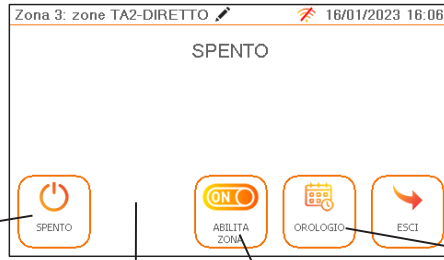 Zona 3: zone TA2-DIRETTO 16/01/2023 16:06
SPENTO
SPENTO
ON
ABILITA
ZONA
OROLOGIO
ESCI